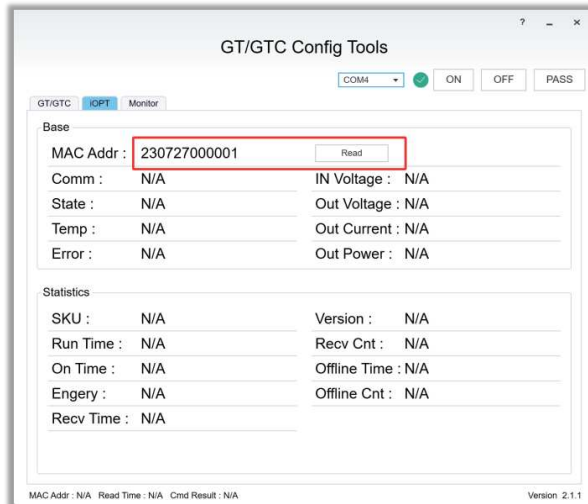 ? – ×
GT/GTC Config Tools
COM4 ON OFF PASS
GT/GTC iOPT Monitor
Base
MAC Addr : 230727000001 Read
Comm : N/A IN Voltage : N/A
State : N/A Out Voltage : N/A
Temp : N/A Out Current : N/A
Error : N/A Out Power : N/A
Statistics
SKU : N/A Version : N/A
Run Time : N/A Recv Cnt : N/A
On Time : N/A Offline Time : N/A
Engery : N/A Offline Cnt : N/A
Recv Time : N/A
MAC Addr : N/A Read Time : N/A Cmd Result : N/A Version 2.1.1